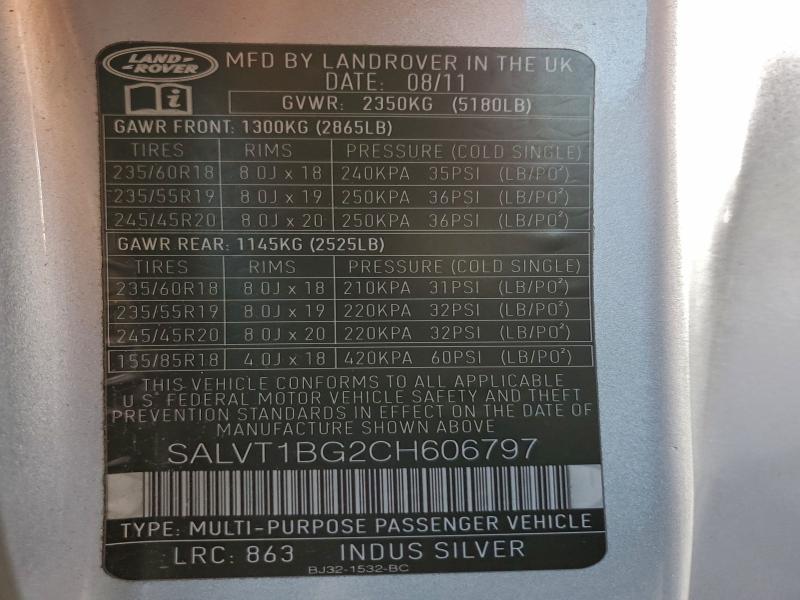 LAND-ROVER
MFD BY LANDROVER IN THE UK
DATE: 08/11
GVWR: 2350KG (5180LB)
GAWR FRONT: 1300KG (2865LB)
TIRES RIMS PRESSURE (COLD SINGLE)
235/60R18 8.0J x 18 240KPA 35PSI (LB/PO²)
235/55R19 8.0J x 19 250KPA 36PSI (LB/PO²)
245/45R20 8.0J x 20 250KPA 36PSI (LB/PO²)
GAWR REAR: 1145KG (2525LB)
TIRES RIMS PRESSURE (COLD SINGLE)
235/60R18 8.0J x 18 210KPA 31PSI (LB/PO²)
235/55R19 8.0J x 19 220KPA 32PSI (LB/PO²)
245/45R20 8.0J x 20 220KPA 32PSI (LB/PO²)
155/85R18 4.0J x 18 420KPA 60PSI (LB/PO²)
THIS VEHICLE CONFORMS TO ALL APPLICABLE
U.S. FEDERAL MOTOR VEHICLE SAFETY AND THEFT
PREVENTION STANDARDS IN EFFECT ON THE DATE OF
MANUFACTURE SHOWN ABOVE
SALVT1BG2CH606797
TYPE: MULTI-PURPOSE PASSENGER VEHICLE
LRC: 863 INDUS SILVER
BJ32-1532-BC